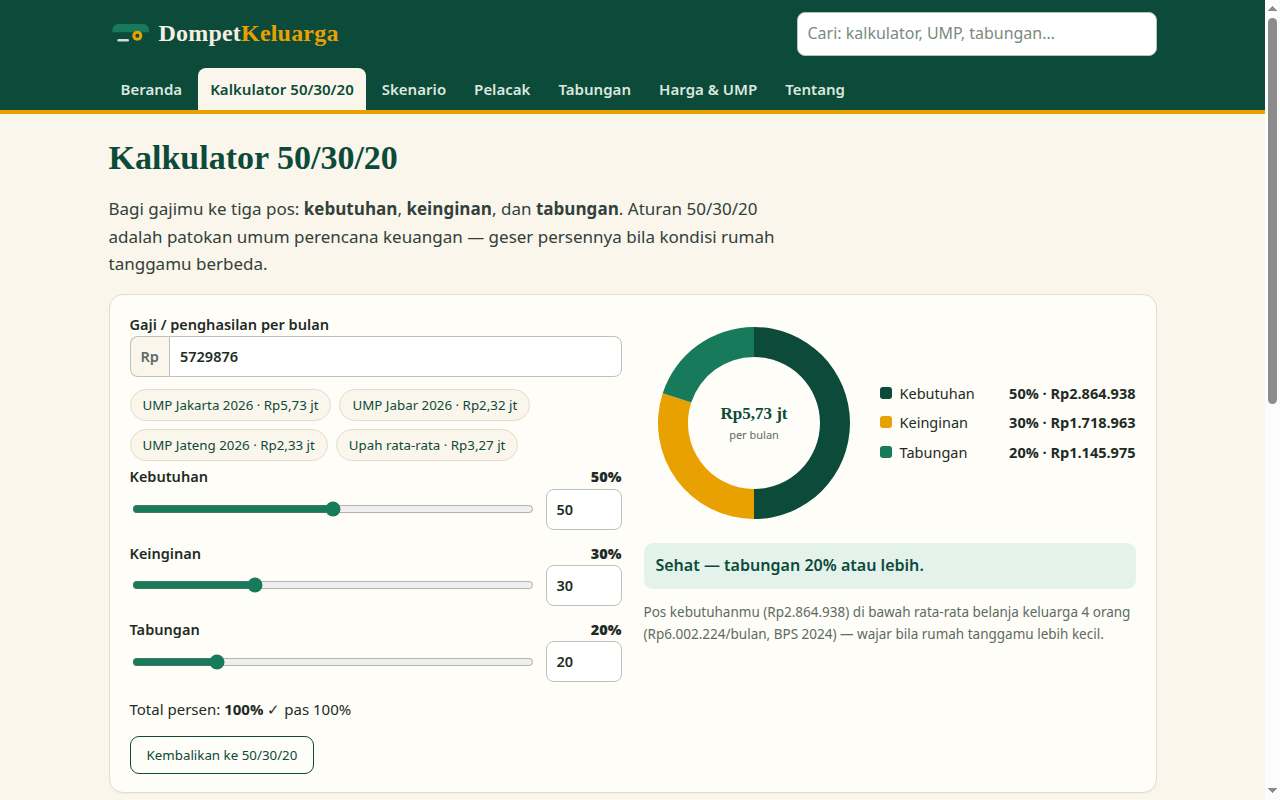 DompetKeluarga
Cari: kalkulator, UMP, tabungan...
Beranda
Kalkulator 50/30/20
Skenario
Pelacak
Tabungan
Harga & UMP
Tentang
Kalkulator 50/30/20
Bagi gajimu ke tiga pos: kebutuhan, keinginan, dan tabungan. Aturan 50/30/20
adalah patokan umum perencana keuangan — geser persennya bila kondisi rumah
tanggamu berbeda.
Gaji / penghasilan per bulan
Rp 5729876
UMP Jakarta 2026 · Rp5,73 jt
UMP Jabar 2026 · Rp2,32 jt
UMP Jateng 2026 · Rp2,33 jt
Upah rata-rata · Rp3,27 jt
Kebutuhan 50%
50
Keinginan 30%
30
Tabungan 20%
20
Total persen: 100% ✓ pas 100%
Kembalikan ke 50/30/20
Rp5,73 jt
per bulan
Kebutuhan 50% · Rp2.864.938
Keinginan 30% · Rp1.718.963
Tabungan 20% · Rp1.145.975
Sehat — tabungan 20% atau lebih.
Pos kebutuhanmu (Rp2.864.938) di bawah rata-rata belanja keluarga 4 orang
(Rp6.002.224/bulan, BPS 2024) — wajar bila rumah tanggamu lebih kecil.